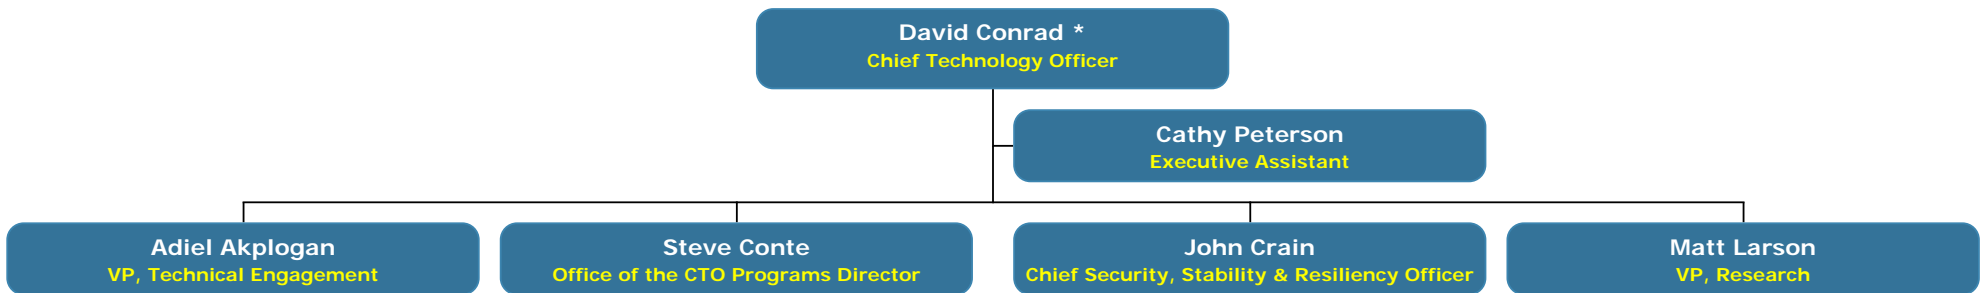 David Conrad *
Chief Technology Officer
Cathy Peterson
Executive Assistant
Adiel Akplogan
VP, Technical Engagement
Steve Conte
Office of the CTO Programs Director
John Crain
Chief Security, Stability & Resiliency Officer
Matt Larson
VP, Research